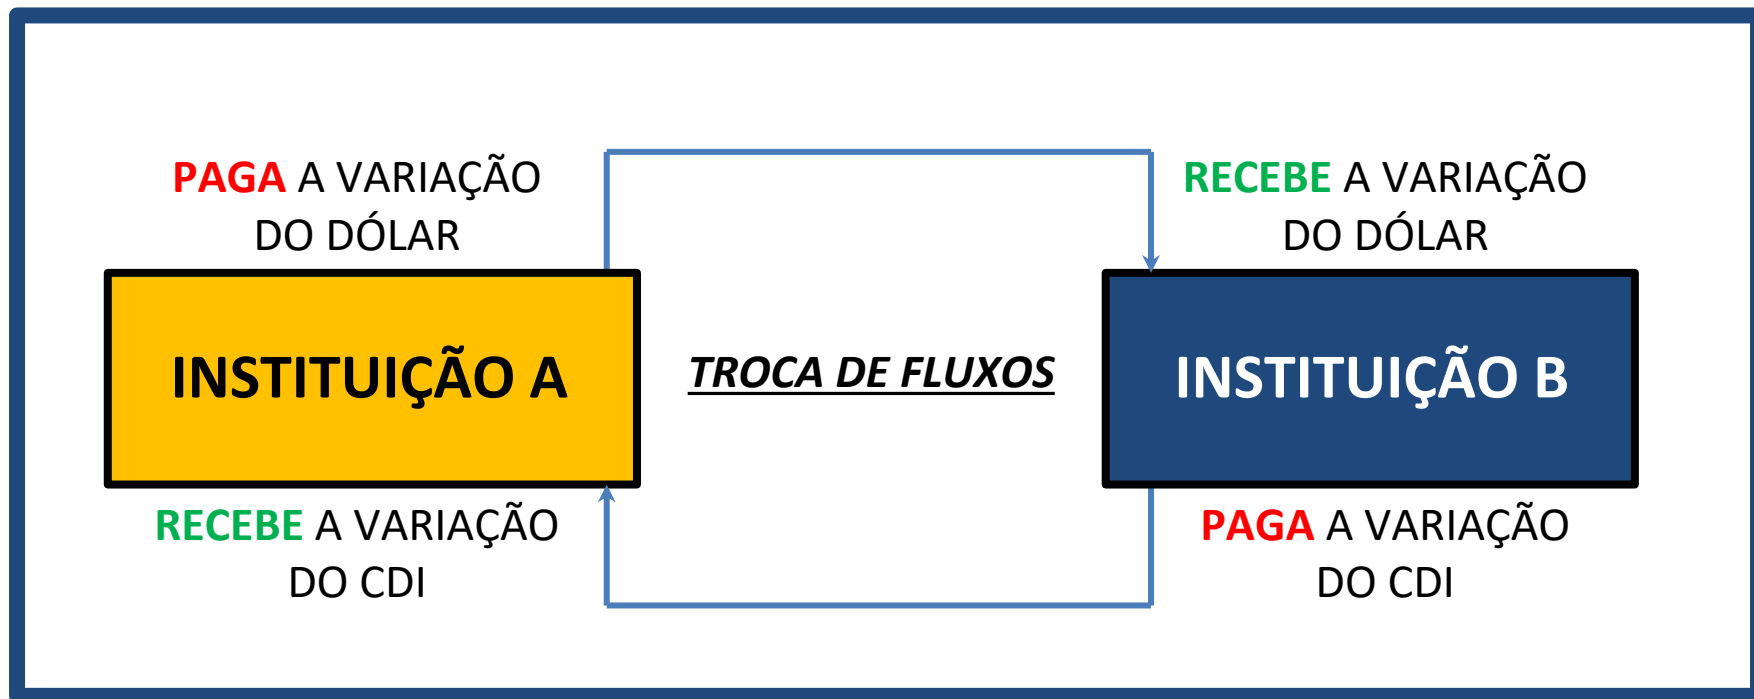 PAGA A VARIAÇÃO
DO DÓLAR
RECEBE A VARIAÇÃO
DO DÓLAR
INSTITUIÇÃO A
TROCA DE FLUXOS
INSTITUIÇÃO B
RECEBE A VARIAÇÃO
DO CDI
PAGA A VARIAÇÃO
DO CDI